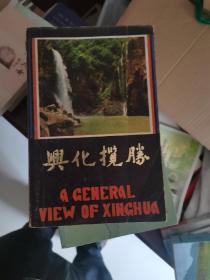 興化攬勝
A GENERAL
VIEW OF XINGHUA